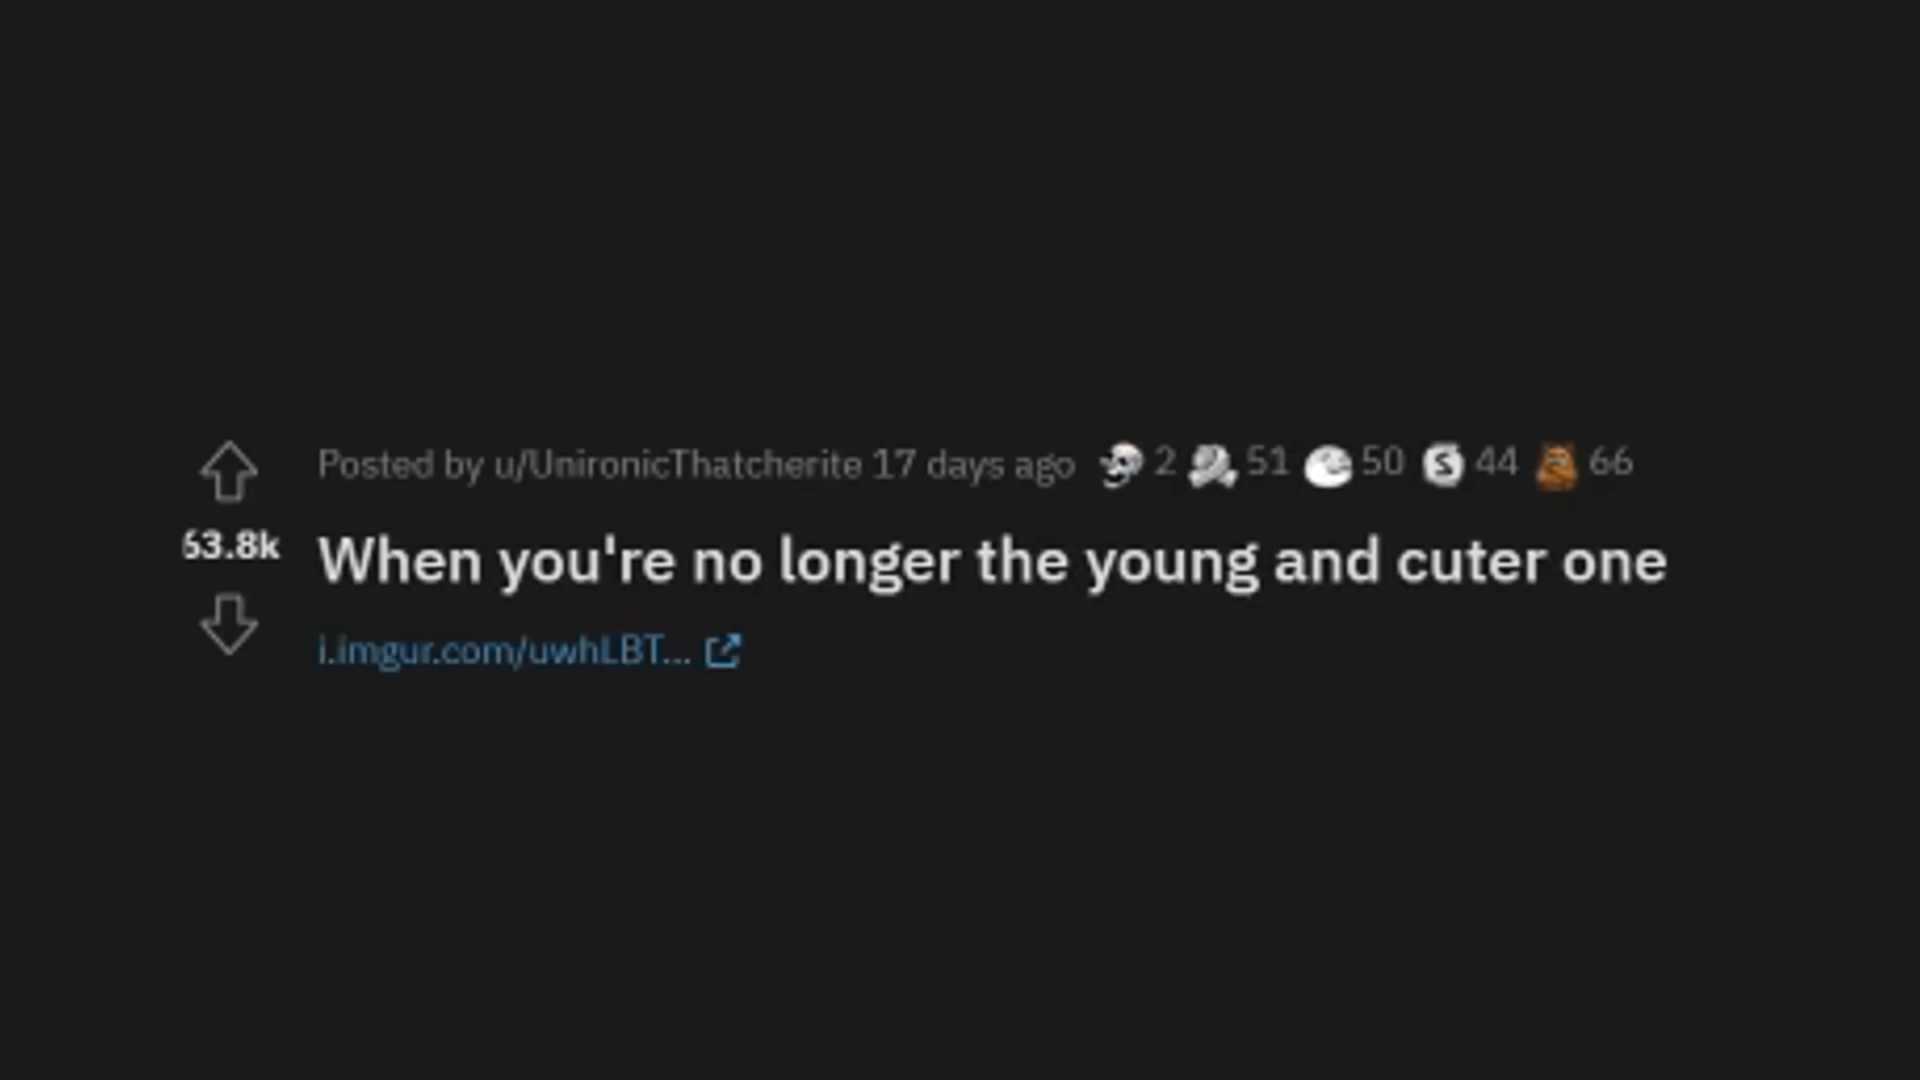 Posted by u/UnironicThatcherite 17 days ago 2 51 50 S 44 66
63.8k
When you're no longer the young and cuter one
i.imgur.com/uwhLBT...